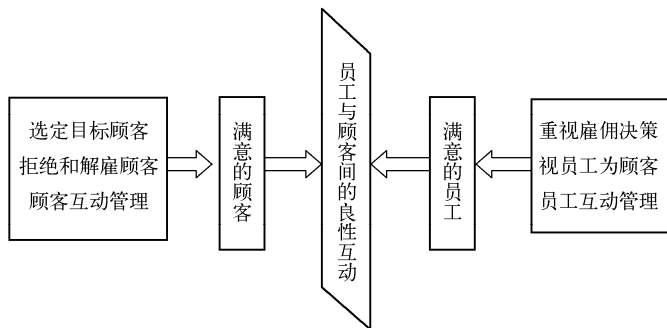 选定目标顾客
拒绝和解雇顾客
顾客互动管理
满意的顾客
员工与顾客间的良性互动
满意的员工
重视雇佣决策
视员工为顾客
员工互动管理